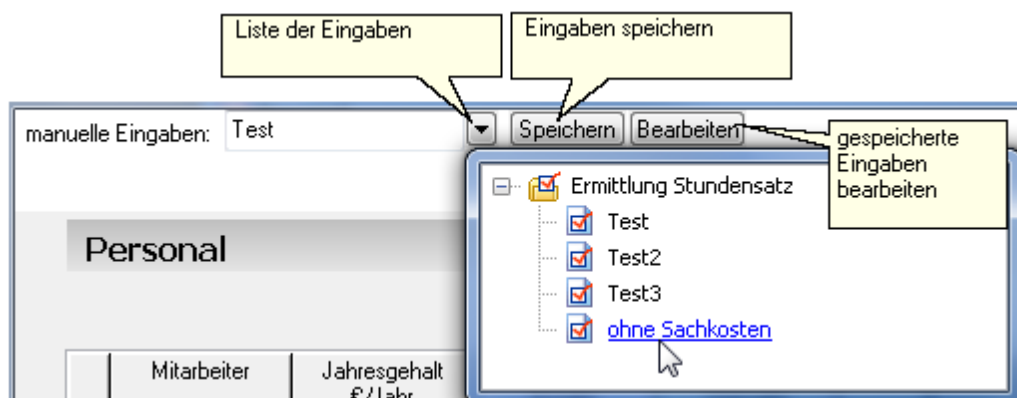 Liste der Eingaben
Eingaben speichern
manuelle Eingaben: Test
Speichern Bearbeiten
gespeicherte
Eingaben
bearbeiten
Ermittlung Stundensatz
Test
Test2
Test3
ohne Sachkosten
Personal
Mitarbeiter
Jahresgehalt
€/Jahr